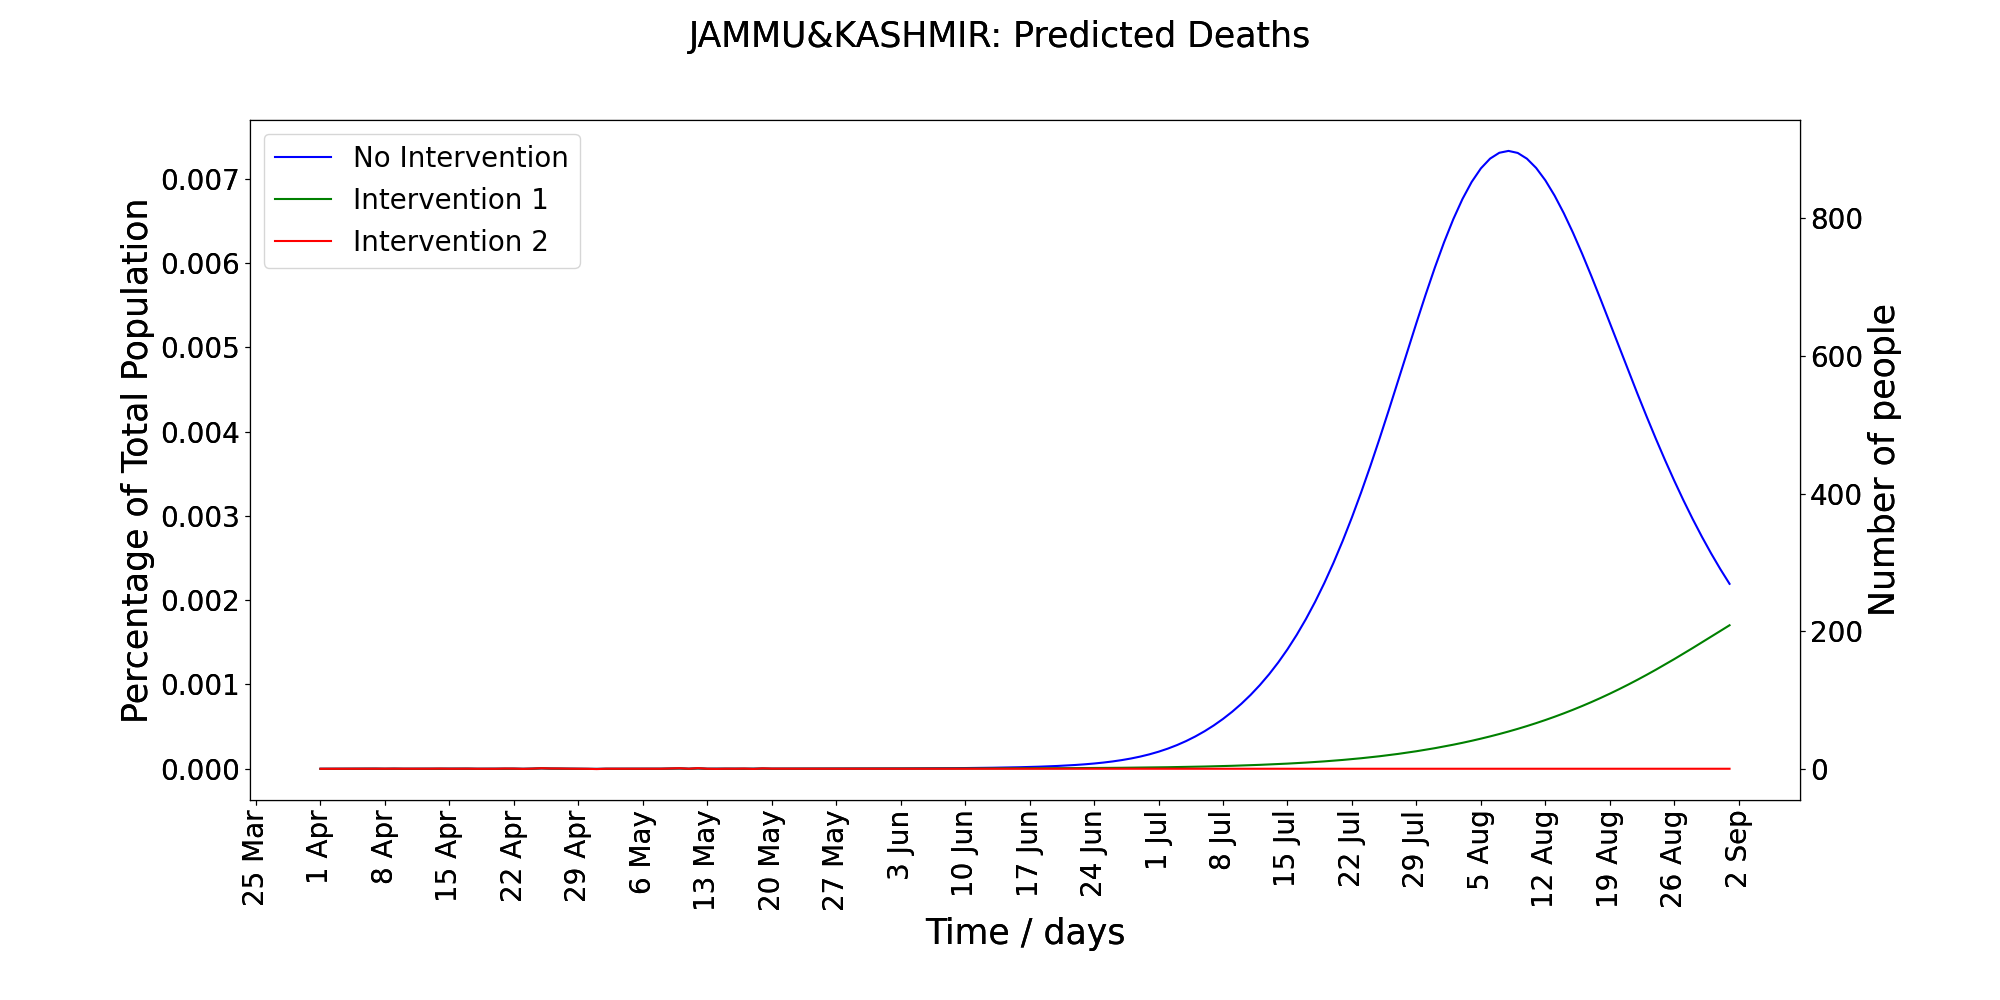 JAMMU&KASHMIR: Predicted Deaths
No Intervention
Intervention 1
Intervention 2
Percentage of Total Population
0.007
0.006
0.005
0.004
0.003
0.002
0.001
0.000
800
600
400
200
0
Number of people
25 Mar
1 Apr
8 Apr
15 Apr
22 Apr
29 Apr
6 May
13 May
20 May
27 May
3 Jun
10 Jun
17 Jun
24 Jun
1 Jul
8 Jul
15 Jul
22 Jul
29 Jul
5 Aug
12 Aug
19 Aug
26 Aug
2 Sep
Time / days